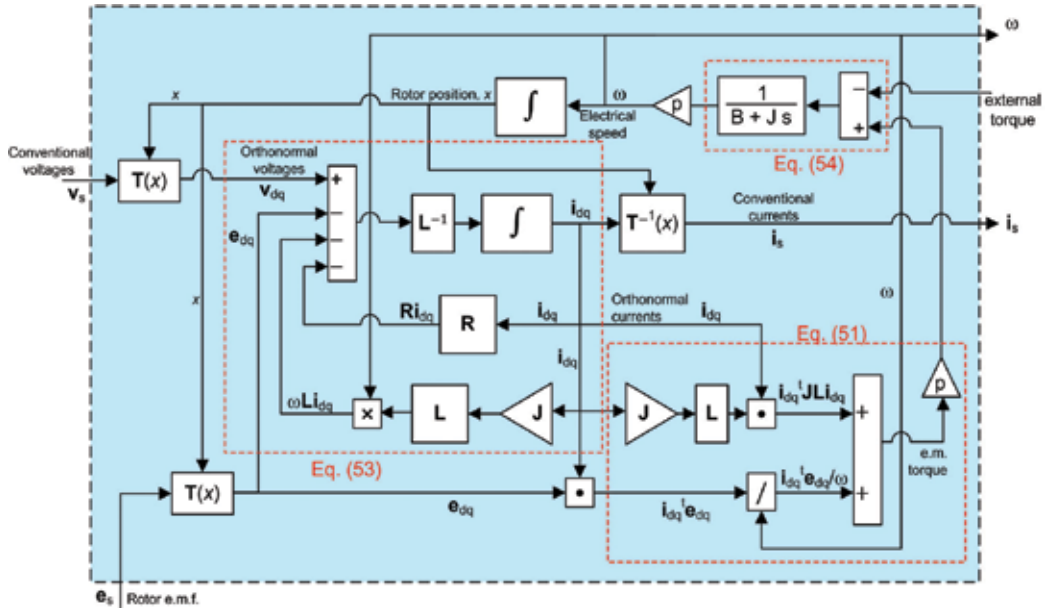 ω
x
Rotor position, x
∫
ω
Electrical speed
p
1
B + J s
−
+
external torque
Eq. (54)
Conventional voltages
v_s
T(x)
Orthonormal voltages
v_dq
+
−
−
−
e_dq
L⁻¹
∫
i_dq
T⁻¹(x)
Conventional currents
i_s
i_s
x
ω
Ri_dq
R
i_dq
Orthonormal currents
i_dq
i_dq
Eq. (51)
p
ωLi_dq
×
L
J
J
L
•
i_dq^t JLi_dq
+
e.m. torque
Eq. (53)
T(x)
e_dq
•
i_dq^t e_dq
/
i_dq^t e_dq/ω
+
e_s
Rotor e.m.f.